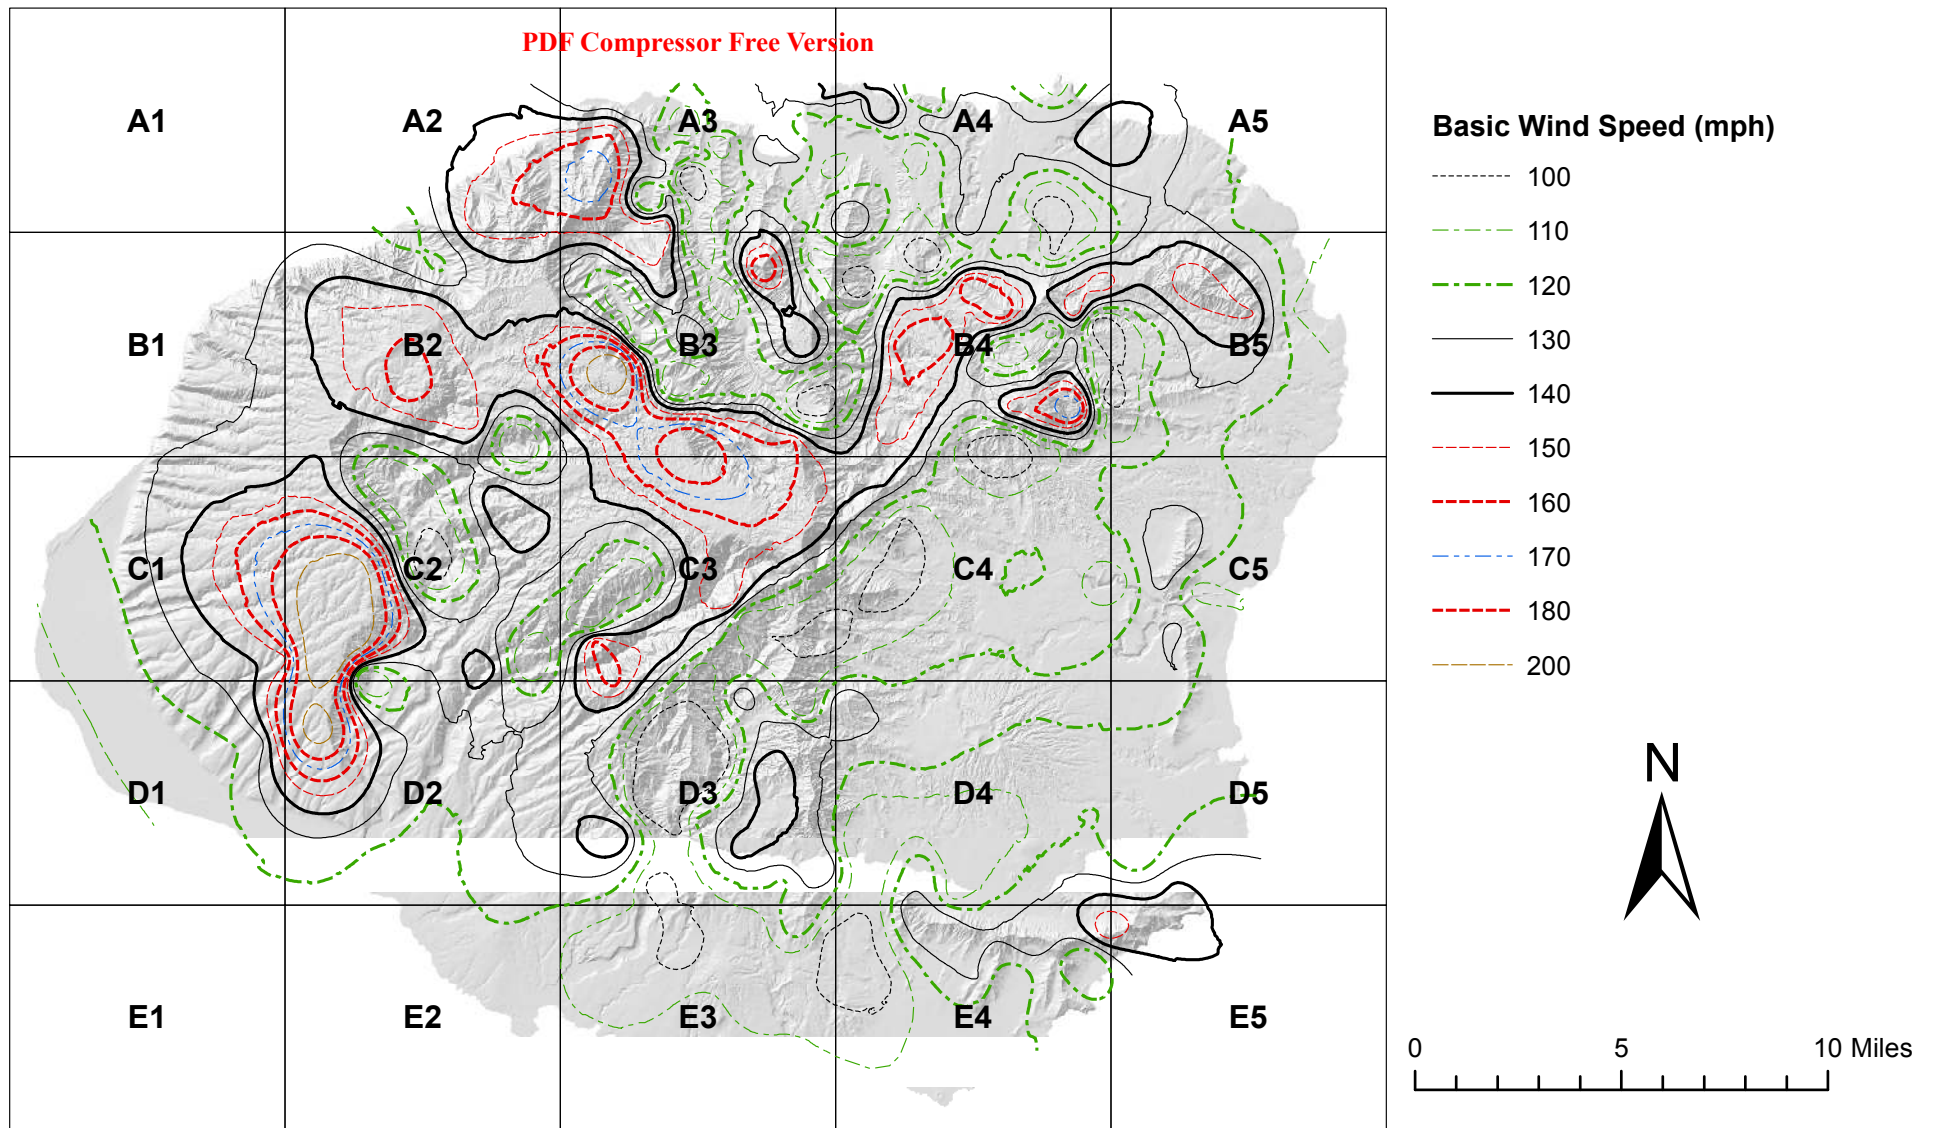 PDF Compressor Free Version
A1 A2 A3 A4 A5
B1 B2 B3 B4 B5
C1 C2 C3 C4 C5
D1 D2 D3 D4 D5
E1 E2 E3 E4 E5
Basic Wind Speed (mph)
100
110
120
130
140
150
160
170
180
200
N
0 5 10 Miles